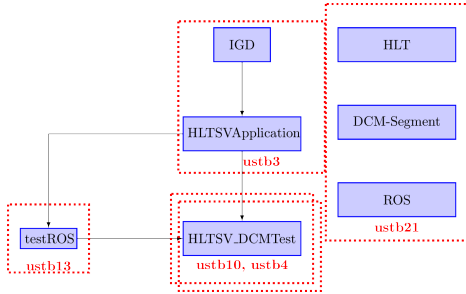 IGD
HLT
HLTSVApplication
DCM-Segment
ustb3
ROS
ustb21
testROS
HLTSV_DCMTest
ustb13
ustb10, ustb4